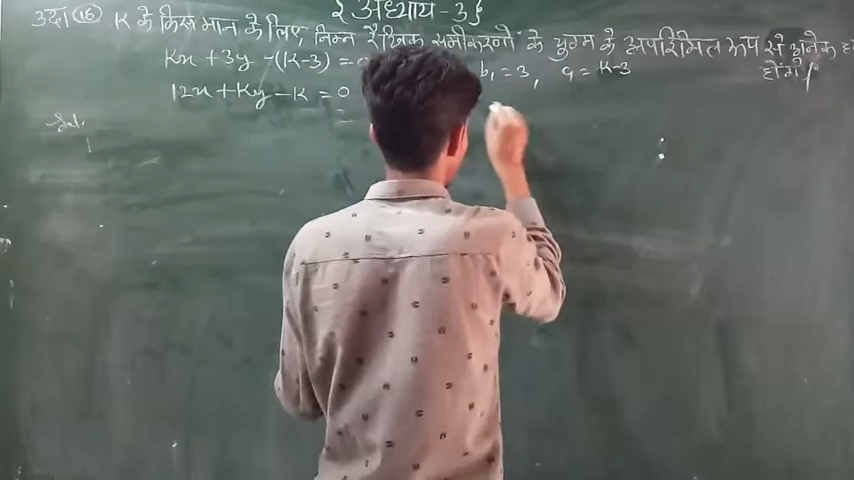 { अध्याय-3 }
उदा (16) K के किस मान के लिए, निम्न रैखिक समीकरणों के युग्म के अपरिमित रूप से अनेक हल
होंगे।
Kx + 3y - (K-3) = 0
b₁ = 3, c₁ = K-3
12x + Ky - K = 0
Sol.